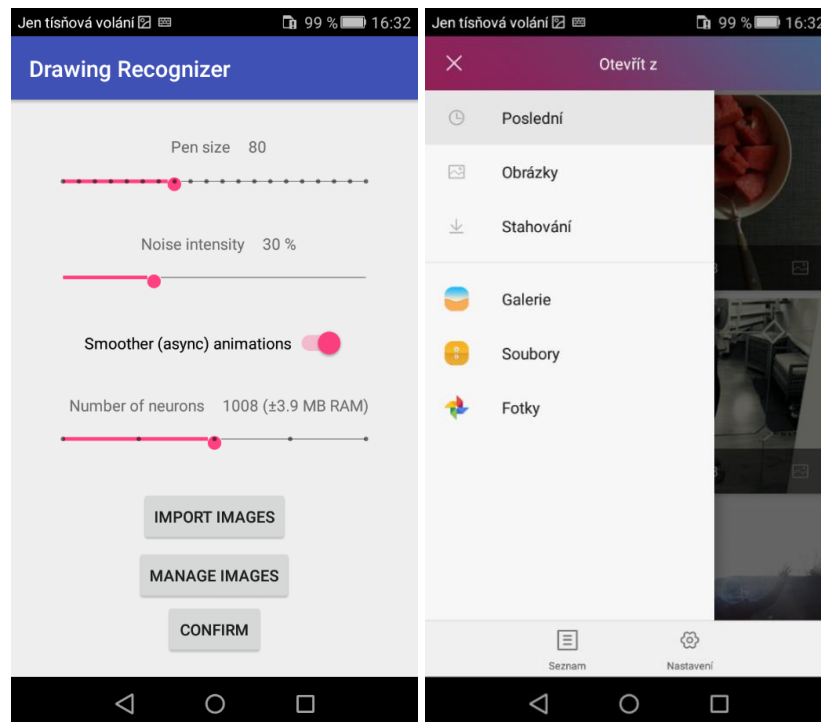 Jen tísňová volání 99 % 16:32
Drawing Recognizer
Pen size 80
Noise intensity 30 %
Smoother (async) animations
Number of neurons 1008 (±3.9 MB RAM)
IMPORT IMAGES
MANAGE IMAGES
CONFIRM
Jen tísňová volání 99 % 16:32
Otevřít z
Poslední
Obrázky
Stahování
Galerie
Soubory
Fotky
Seznam
Nastavení